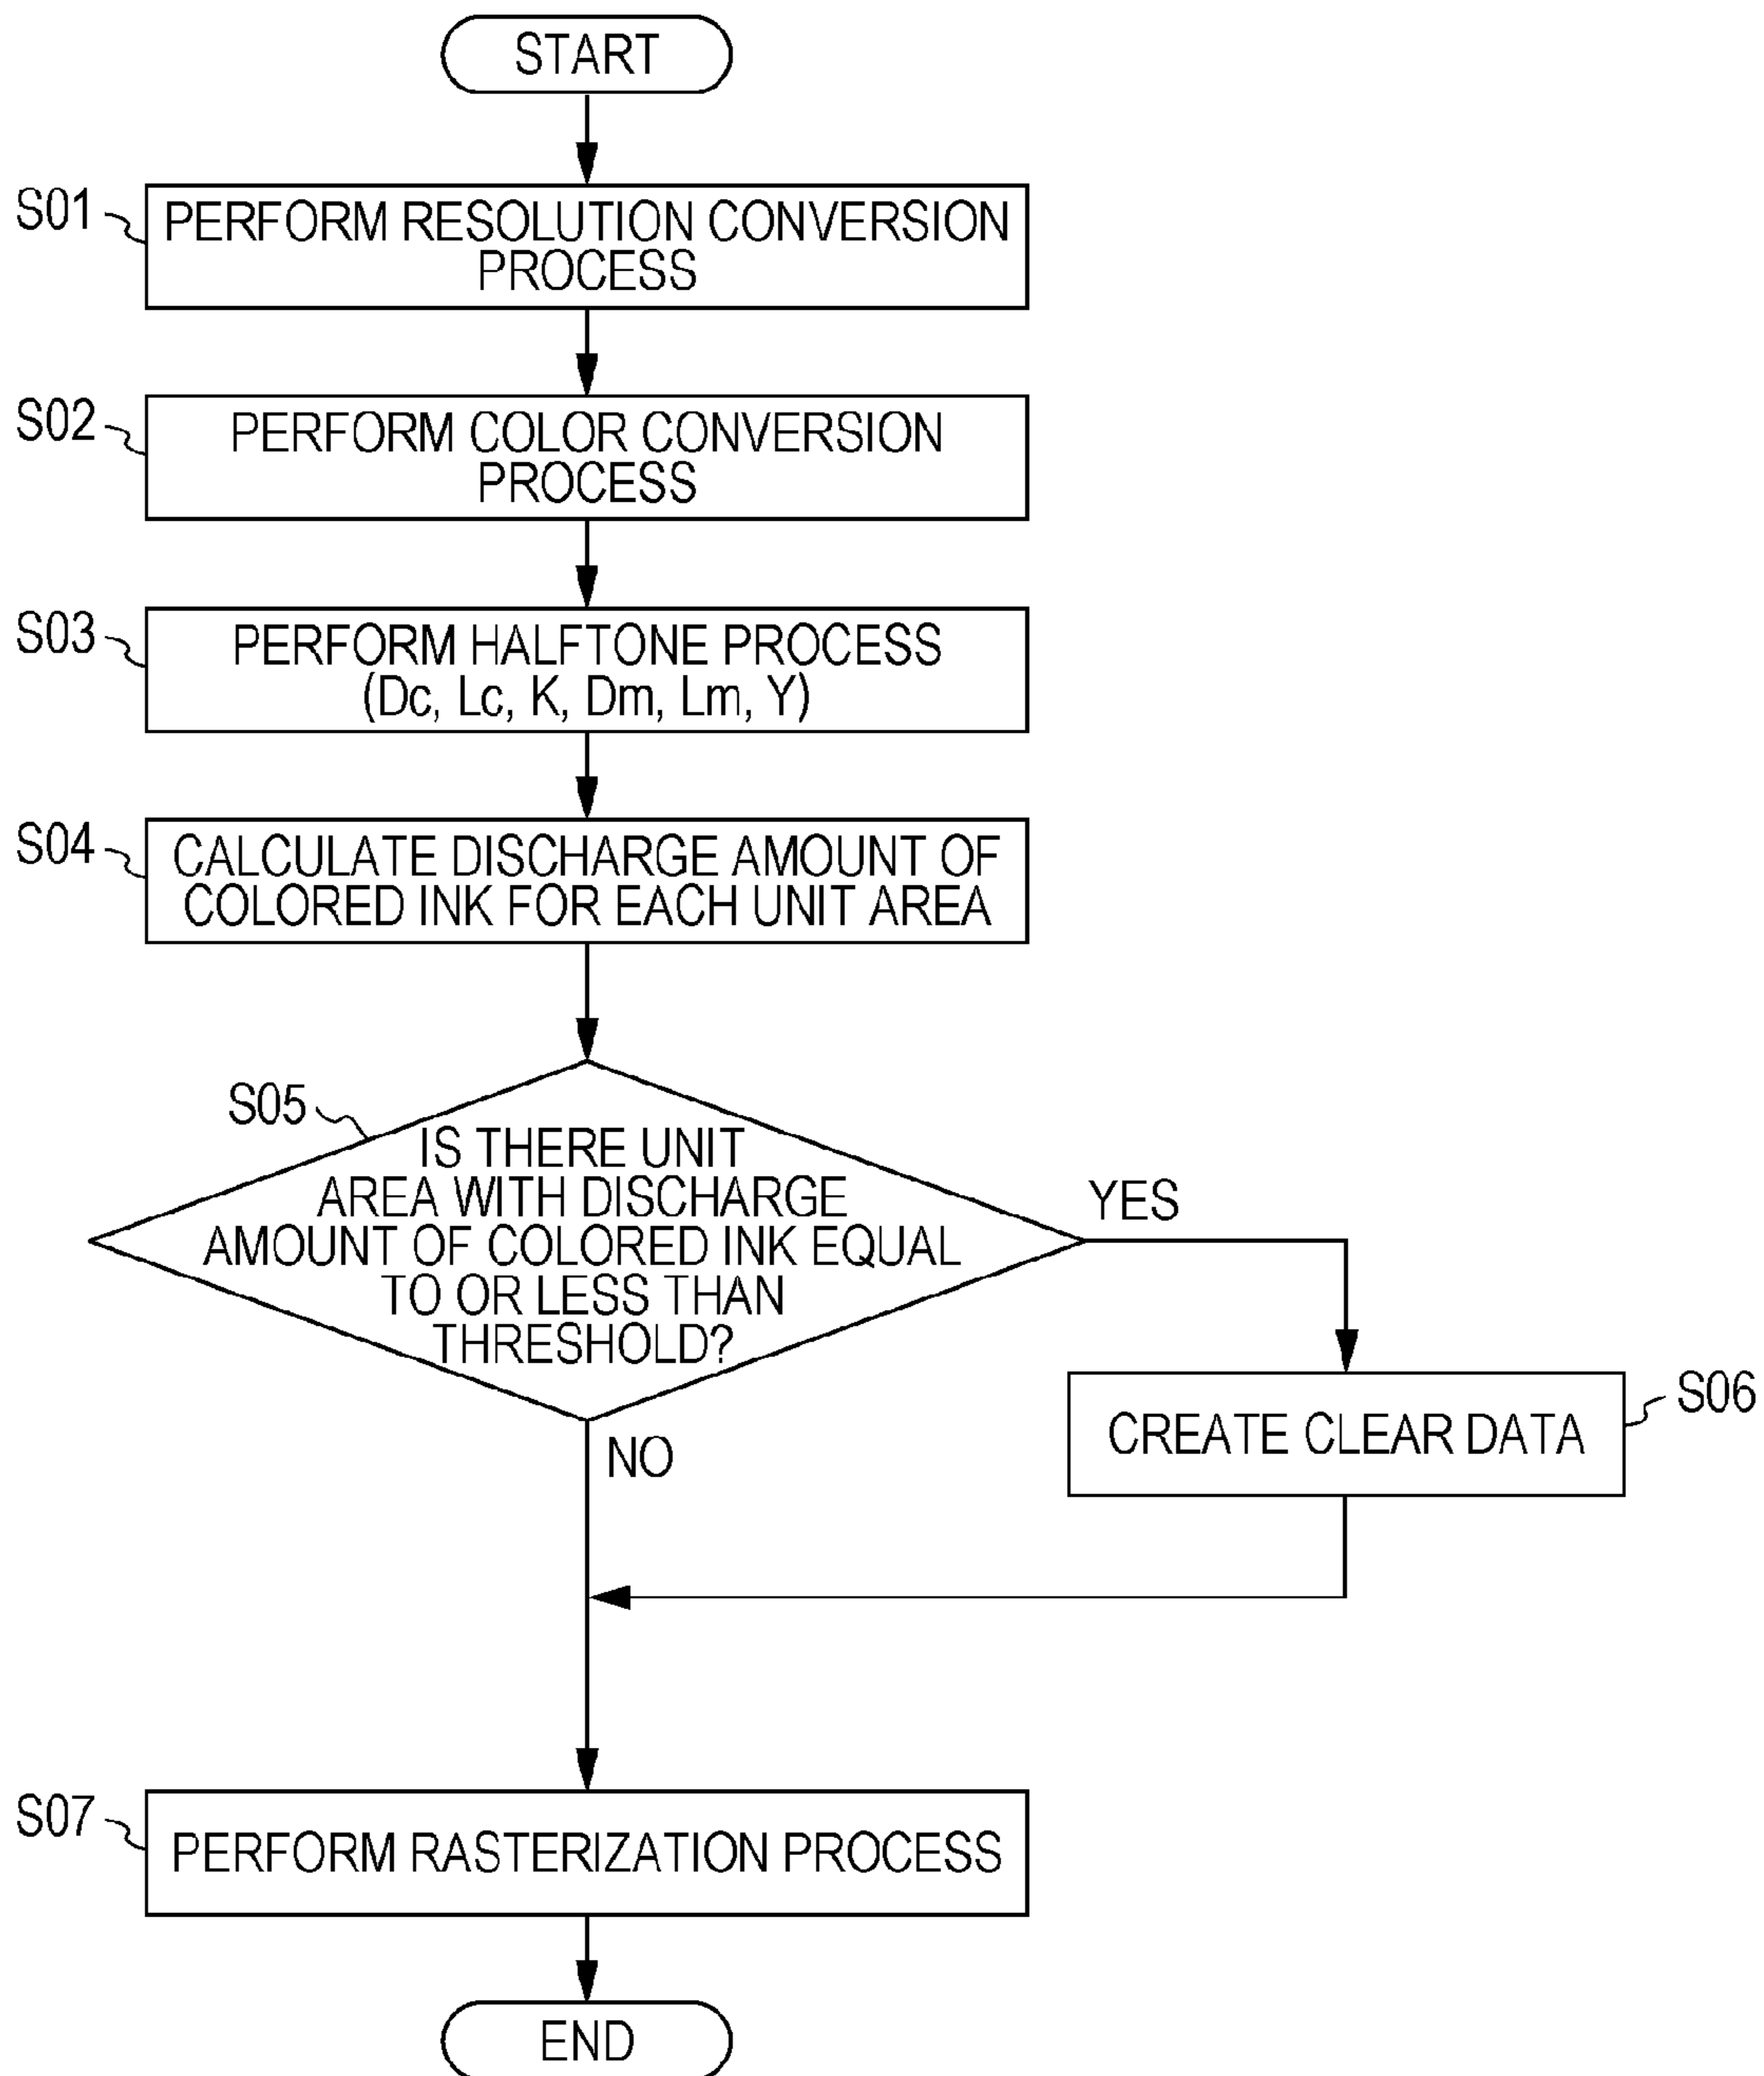 START
S01
PERFORM RESOLUTION CONVERSION
PROCESS
S02
PERFORM COLOR CONVERSION
PROCESS
S03
PERFORM HALFTONE PROCESS
(Dc, Lc, K, Dm, Lm, Y)
S04
CALCULATE DISCHARGE AMOUNT OF
COLORED INK FOR EACH UNIT AREA
S05
IS THERE UNIT
AREA WITH DISCHARGE
AMOUNT OF COLORED INK EQUAL
TO OR LESS THAN
THRESHOLD?
YES
NO
S06
CREATE CLEAR DATA
S07
PERFORM RASTERIZATION PROCESS
END